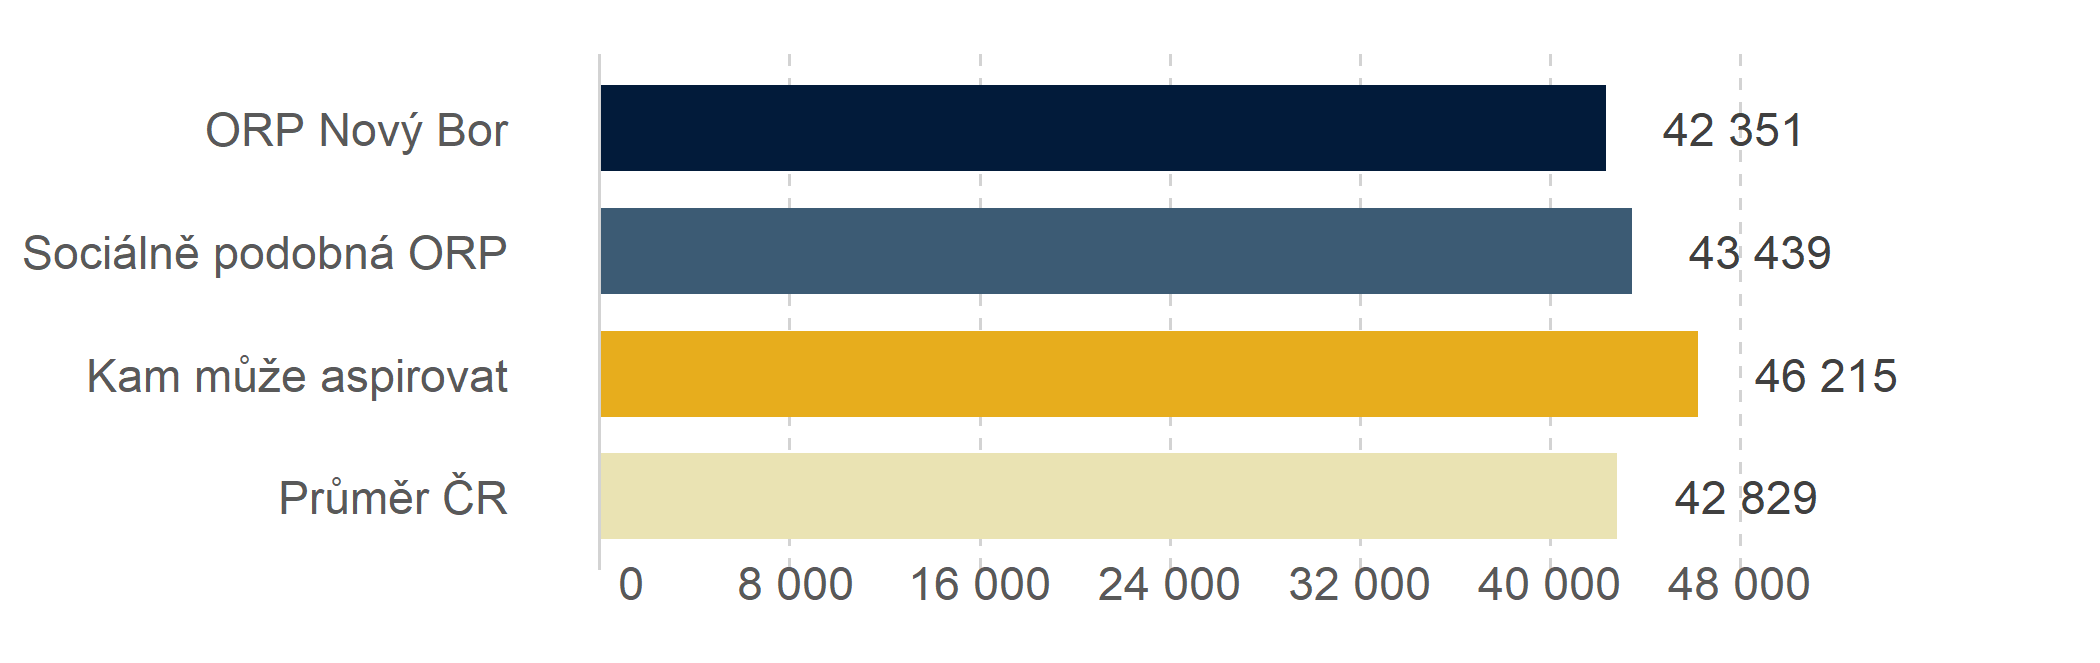 ORP Nový Bor 42 351
Sociálně podobná ORP 43 439
Kam může aspirovat 46 215
Průměr ČR 42 829
0 8 000 16 000 24 000 32 000 40 000 48 000